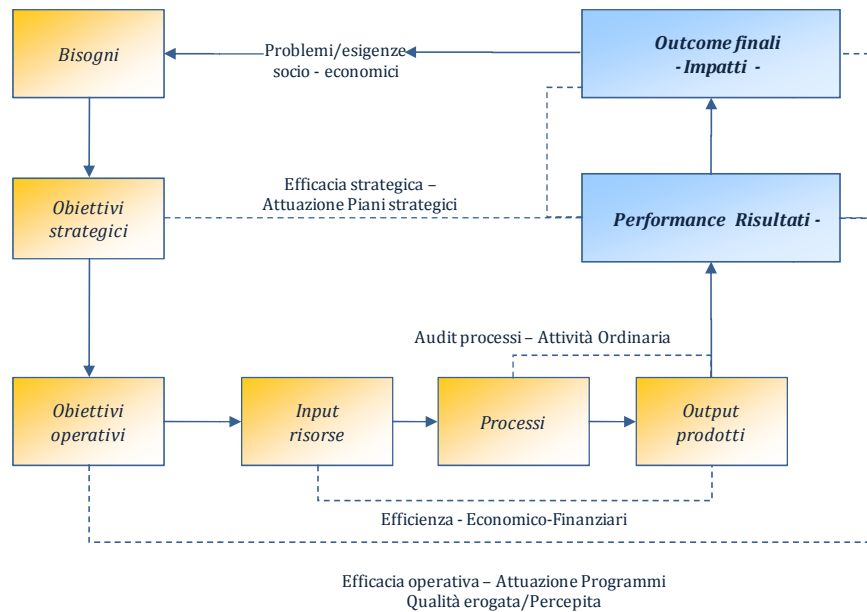 Bisogni
Problemi/esigenze
socio - economici
Outcome finali
- Impatti -
Obiettivi
strategici
Efficacia strategica –
Attuazione Piani strategici
Performance Risultati -
Audit processi – Attività Ordinaria
Obiettivi
operativi
Input
risorse
Processi
Output
prodotti
Efficienza - Economico-Finanziari
Efficacia operativa – Attuazione Programmi
Qualità erogata/Percepita